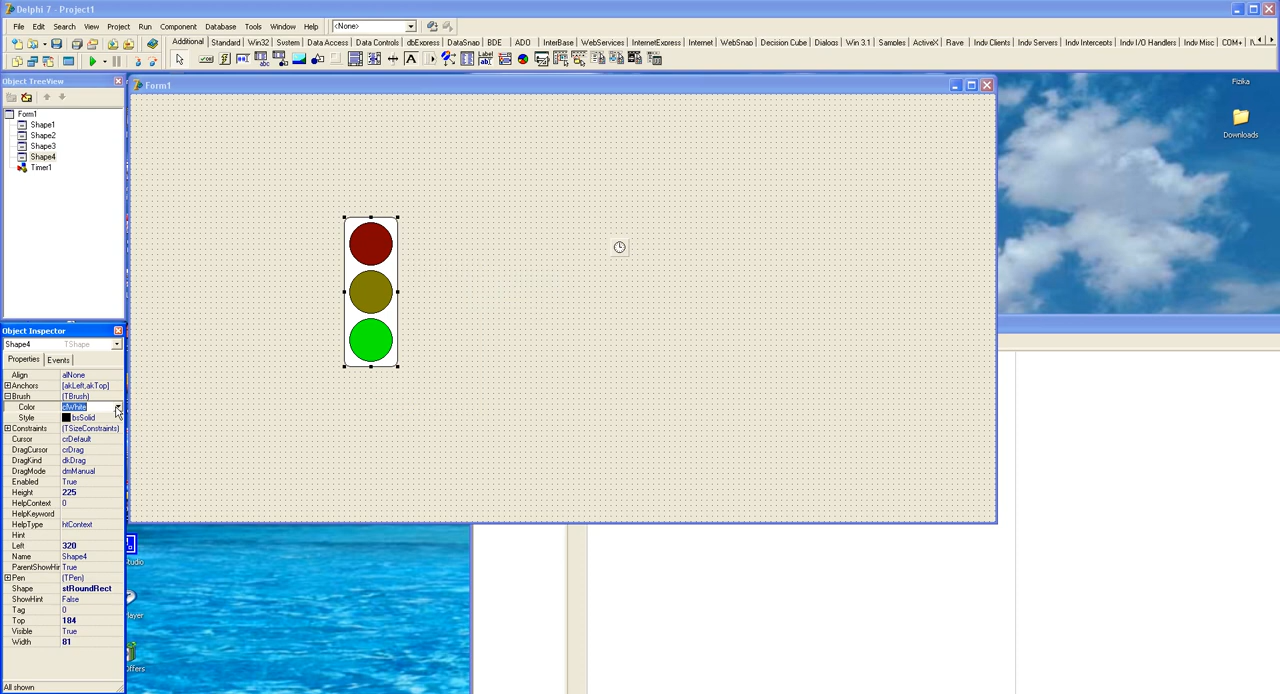 Delphi 7 - Project1
File Edit Search View Project Run Component Database Tools Window Help <None>
Additional Standard Win32 System Data Access Data Controls dbExpress DataSnap BDE ADO InterBase WebServices InternetExpress Internet WebSnap Decision Cube Dialogs Win 3.1 Samples ActiveX Rave Indy Clients Indy Servers Indy Intercepts Indy I/O Handlers Indy Misc COM+
Object TreeView
Form1
Shape1
Shape2
Shape3
Shape4
Timer1
Form1
Fizika
Downloads
Object Inspector
Shape4 TShape
Properties Events
Align alNone
Anchors [akLeft,akTop]
Brush (TBrush)
Color clWhite
Style bsSolid
Constraints (TSizeConstraints)
Cursor crDefault
DragCursor crDrag
DragKind dkDrag
DragMode dmManual
Enabled True
Height 225
HelpContext 0
HelpKeyword
HelpType htContext
Hint
Left 320
Name Shape4
ParentShowHin True
Pen (TPen)
Shape stRoundRect
ShowHint False
Tag 0
Top 184
Visible True
Width 81
All shown
tudio
layer
Offers